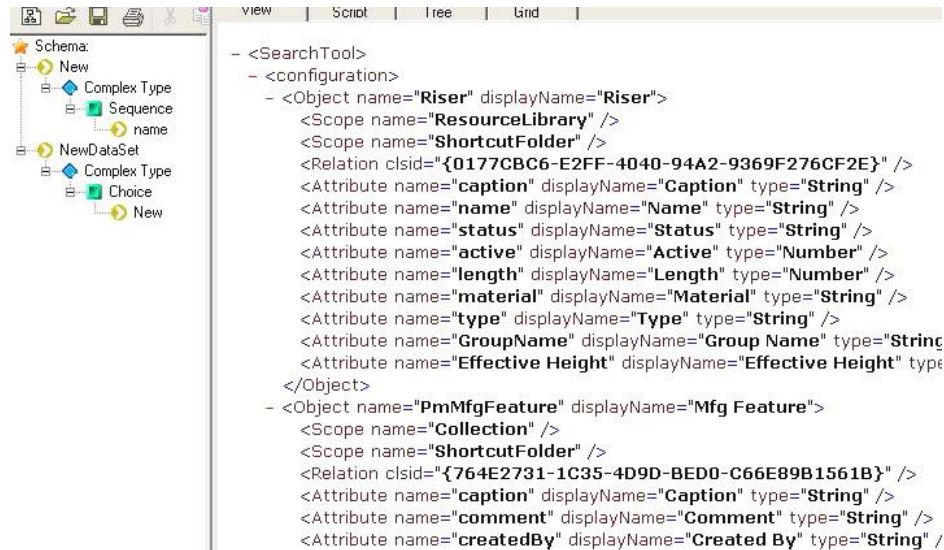 View Script Tree Grid
Schema:
New
Complex Type
Sequence
name
NewDataSet
Complex Type
Choice
New
- <SearchTool>
- <configuration>
- <Object name="Riser" displayName="Riser">
<Scope name="ResourceLibrary" />
<Scope name="ShortcutFolder" />
<Relation clsid="{0177CBC6-E2FF-4040-94A2-9369F276CF2E}" />
<Attribute name="caption" displayName="Caption" type="String" />
<Attribute name="name" displayName="Name" type="String" />
<Attribute name="status" displayName="Status" type="String" />
<Attribute name="active" displayName="Active" type="Number" />
<Attribute name="length" displayName="Length" type="Number" />
<Attribute name="material" displayName="Material" type="String" />
<Attribute name="type" displayName="Type" type="String" />
<Attribute name="GroupName" displayName="Group Name" type="String
<Attribute name="Effective Height" displayName="Effective Height" type
</Object>
- <Object name="PmMfgFeature" displayName="Mfg Feature">
<Scope name="Collection" />
<Scope name="ShortcutFolder" />
<Relation clsid="{764E2731-1C35-4D9D-BED0-C66E89B1561B}" />
<Attribute name="caption" displayName="Caption" type="String" />
<Attribute name="comment" displayName="Comment" type="String" />
<Attribute name="createdBy" displayName="Created By" type="String" /